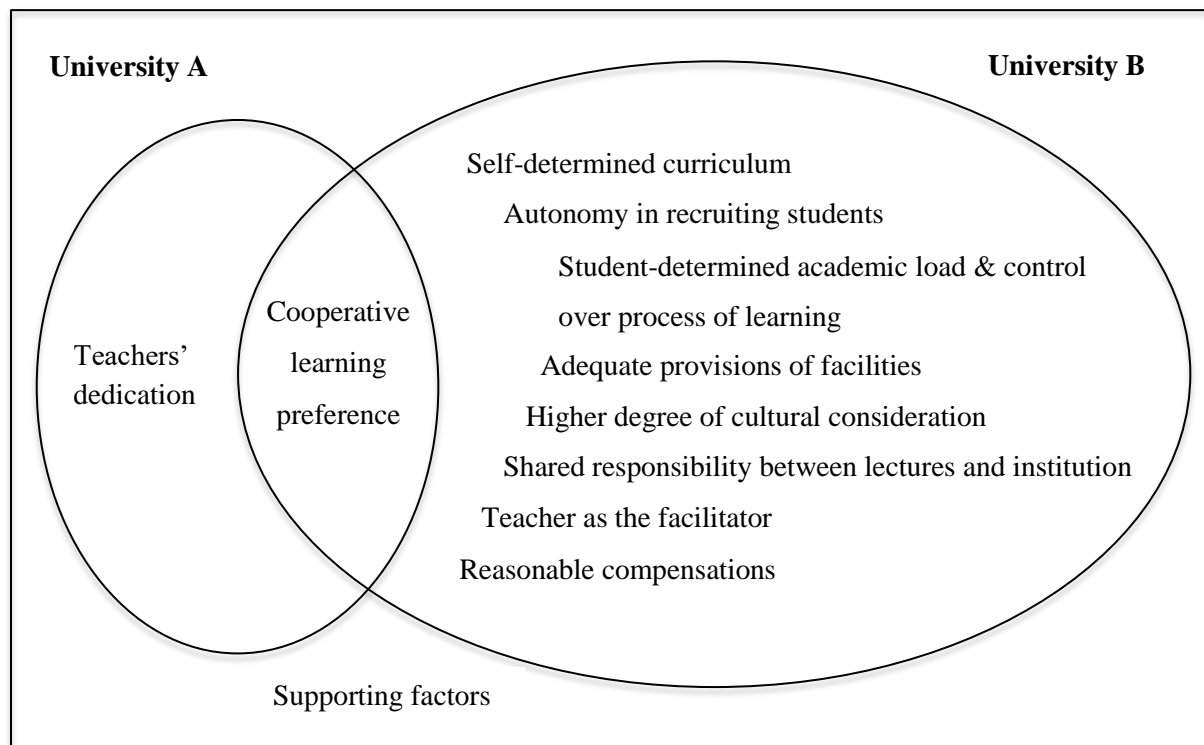 University A
University B
Self-determined curriculum
Autonomy in recruiting students
Student-determined academic load & control
over process of learning
Cooperative
learning
preference
Teachers’
dedication
Adequate provisions of facilities
Higher degree of cultural consideration
Shared responsibility between lectures and institution
Teacher as the facilitator
Reasonable compensations
Supporting factors